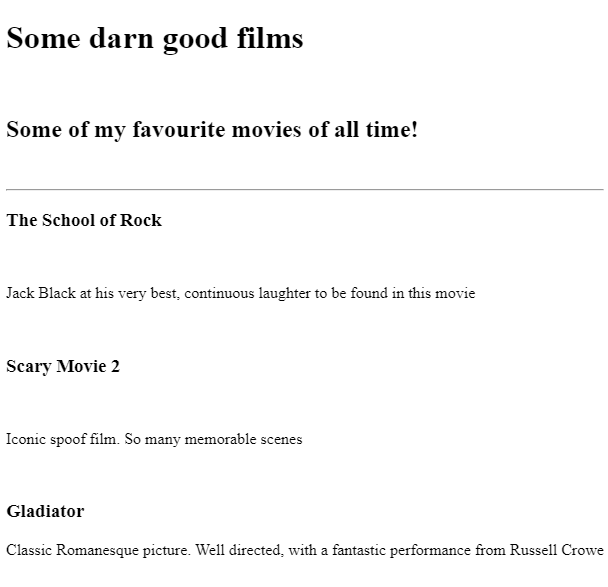 Some darn good films
Some of my favourite movies of all time!
The School of Rock
Jack Black at his very best, continuous laughter to be found in this movie
Scary Movie 2
Iconic spoof film. So many memorable scenes
Gladiator
Classic Romanesque picture. Well directed, with a fantastic performance from Russell Crowe